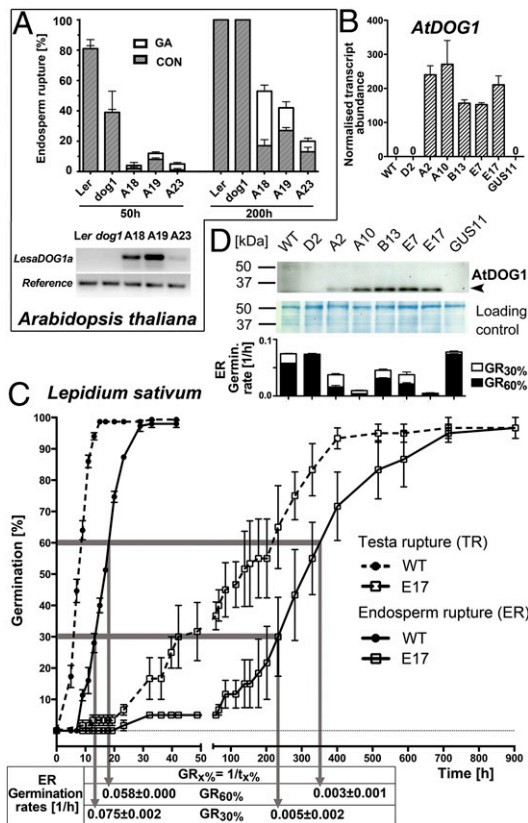 A
Endosperm rupture [%]
100
80
60
40
20
0
GA
CON
Ler
dog1
A18
A19
A23
50h
Ler
dog1
A18
A19
A23
200h
Ler dog1 A18 A19 A23
LesaDOG1a
Reference
Arabidopsis thaliana
B
AtDOG1
Normalised transcript abundance
400
300
200
100
0
0 0 0
WT
D2
A2
A10
B13
E7
E17
GUS11
D
[kDa]
WT
D2
A2
A10
B13
E7
E17
GUS11
50
37
AtDOG1
50
37
Loading control
ER Germin. rate [1/h]
0.1
0.0
GR30%
GR60%
C
Lepidium sativum
Germination [%]
100
90
80
70
60
50
40
30
20
10
0
Testa rupture (TR)
WT
E17
Endosperm rupture (ER)
WT
E17
0 10 20 30 40 50 100 200 300 400 500 600 700 800 900
Time [h]
ER Germination rates [1/h]
GRx%= 1/tx%
0.058±0.000 GR60% 0.003±0.001
0.075±0.002 GR30% 0.005±0.002